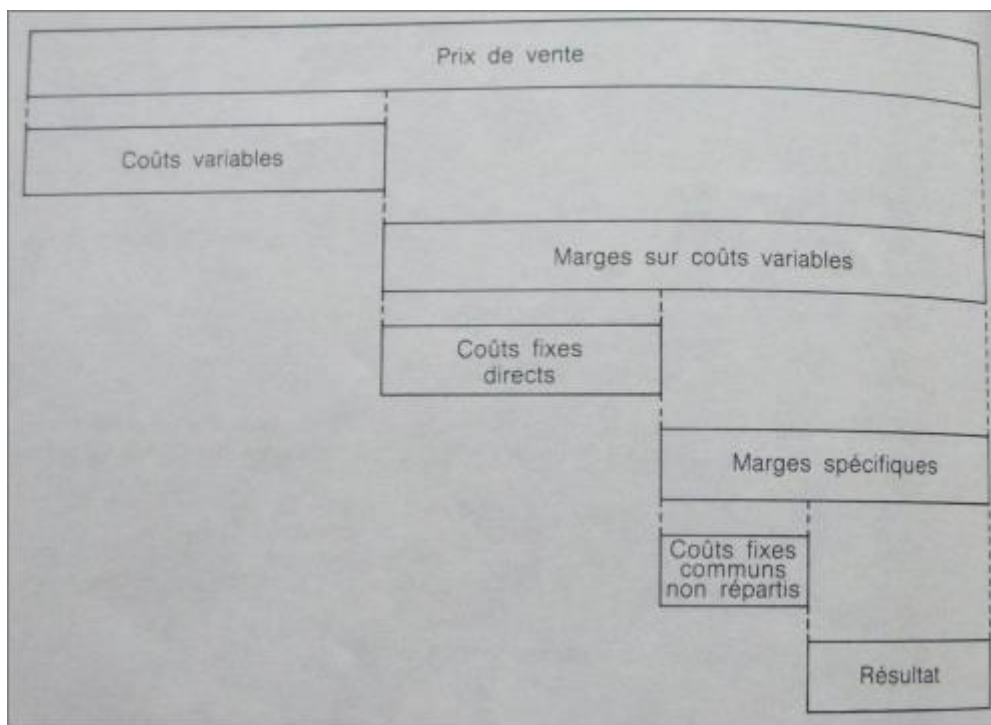 Prix de vente
Coûts variables
Marges sur coûts variables
Coûts fixes
directs
Marges spécifiques
Coûts fixes
communs
non répartis
Résultat